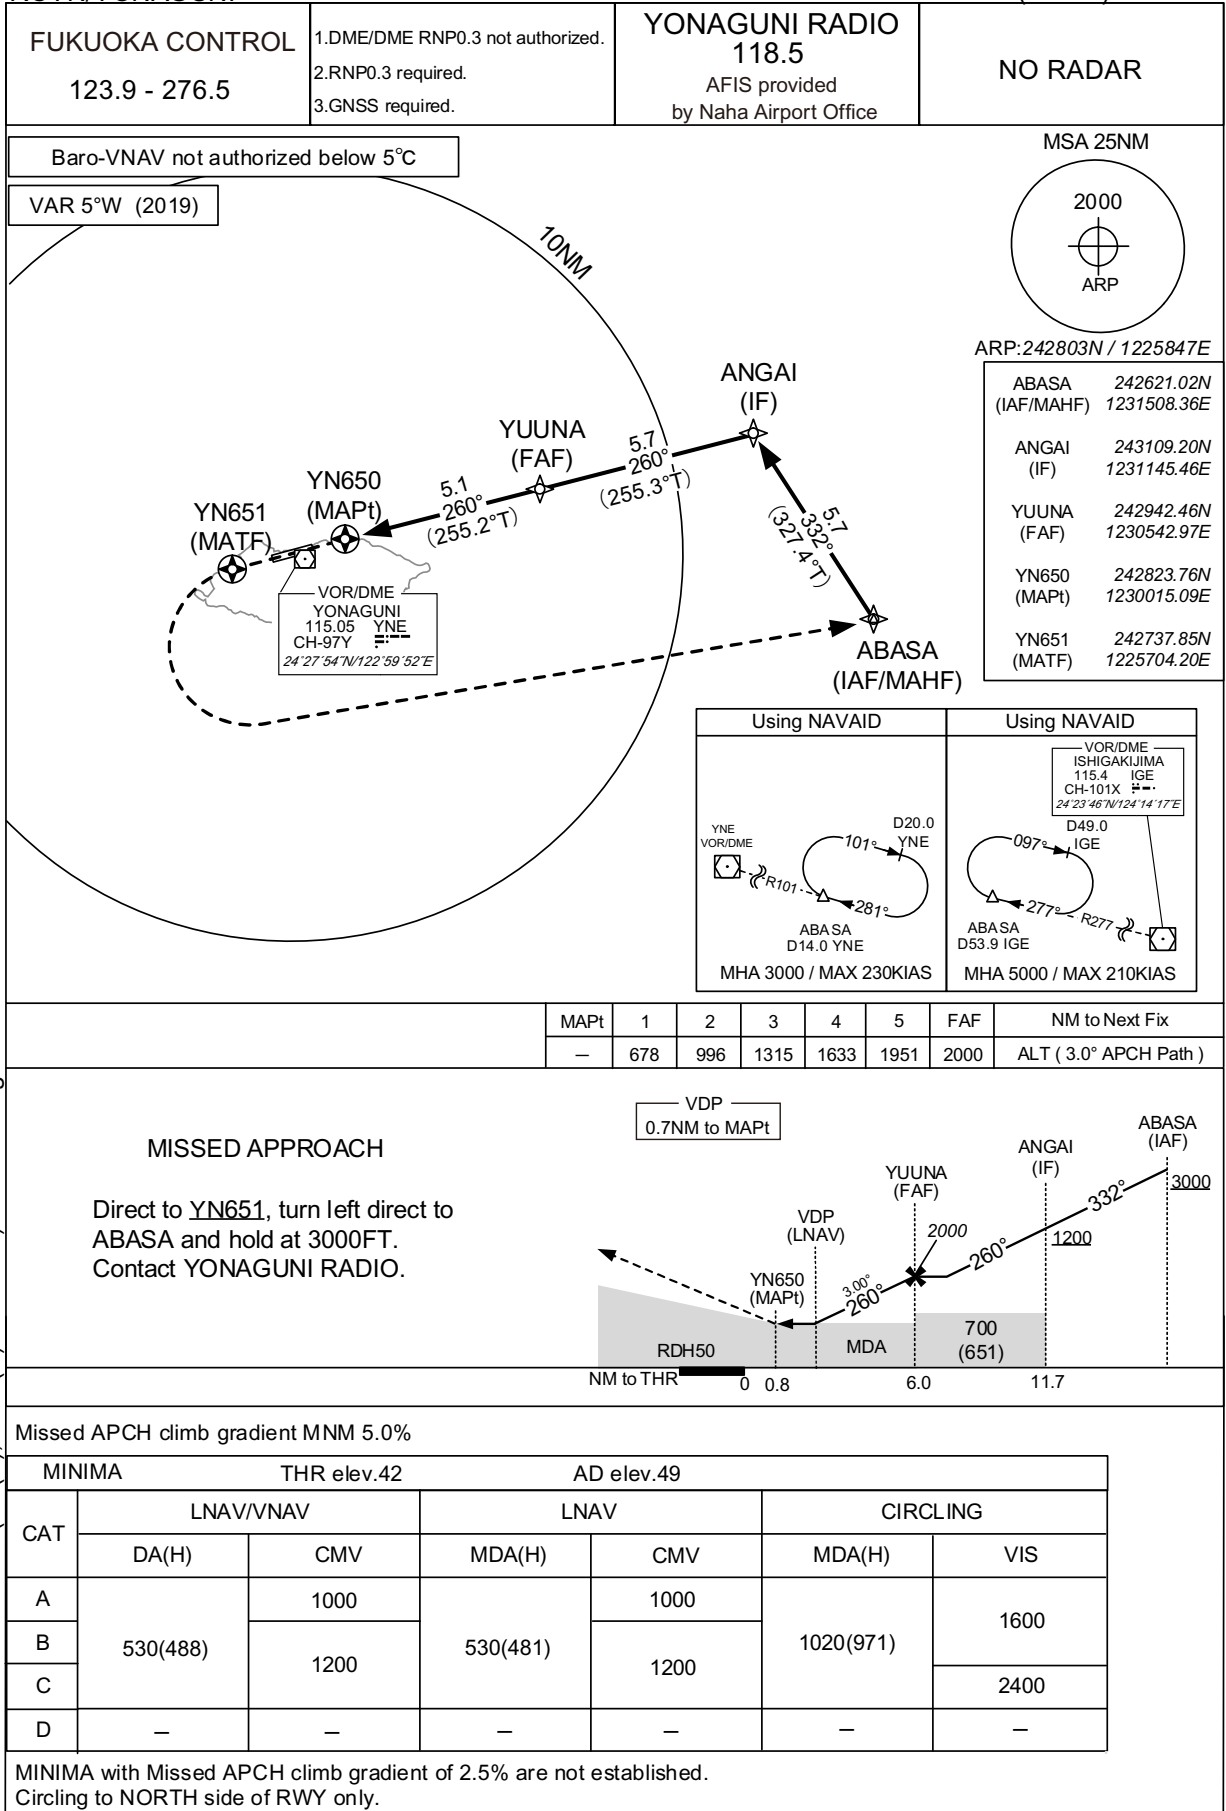 FUKUOKA CONTROL
123.9 - 276.5
1.DME/DME RNP0.3 not authorized.
2.RNP0.3 required.
3.GNSS required.
YONAGUNI RADIO
118.5
AFIS provided
by Naha Airport Office
NO RADAR
Baro-VNAV not authorized below 5°C
VAR 5°W (2019)
MSA 25NM
2000
ARP
ARP:242803N / 1225847E
ABASA 242621.02N
(IAF/MAHF) 1231508.36E
ANGAI 243109.20N
(IF) 1231145.46E
YUUNA 242942.46N
(FAF) 1230542.97E
YN650 242823.76N
(MAPt) 1230015.09E
YN651 242737.85N
(MATF) 1225704.20E
10NM
ANGAI
(IF)
5.7
260°
(255.3°T)
YUUNA
(FAF)
5.1
260°
(255.2°T)
YN650
(MAPt)
YN651
(MATF)
5.7
332°
(327.4°T)
ABASA
(IAF/MAHF)
VOR/DME
YONAGUNI
115.05 YNE
CH-97Y
24°27´54˝N/122°59´52˝E
Using NAVAID
YNE
VOR/DME
R101
101°
D20.0
YNE
281°
ABASA
D14.0 YNE
MHA 3000 / MAX 230KIAS
Using NAVAID
VOR/DME
ISHIGAKIJIMA
115.4 IGE
CH-101X
24°23´46˝N/124°14´17˝E
097°
D49.0
IGE
277°
R277
ABASA
D53.9 IGE
MHA 5000 / MAX 210KIAS
MAPt 1 2 3 4 5 FAF NM to Next Fix
– 678 996 1315 1633 1951 2000 ALT ( 3.0° APCH Path )
MISSED APPROACH
Direct to YN651, turn left direct to
ABASA and hold at 3000FT.
Contact YONAGUNI RADIO.
VDP
0.7NM to MAPt
ABASA
(IAF)
3000
332°
ANGAI
(IF)
1200
260°
YUUNA
(FAF)
2000
VDP
(LNAV)
3.00°
260°
YN650
(MAPt)
RDH50
MDA
700
(651)
NM to THR 0 0.8 6.0 11.7
Missed APCH climb gradient MNM 5.0%
MINIMA THR elev.42 AD elev.49
CAT LNAV/VNAV LNAV CIRCLING
DA(H) CMV MDA(H) CMV MDA(H) VIS
A 1000 1000
B 530(488) 1200 530(481) 1200 1020(971) 1600
C 2400
D – – – – – –
MINIMA with Missed APCH climb gradient of 2.5% are not established.
Circling to NORTH side of RWY only.